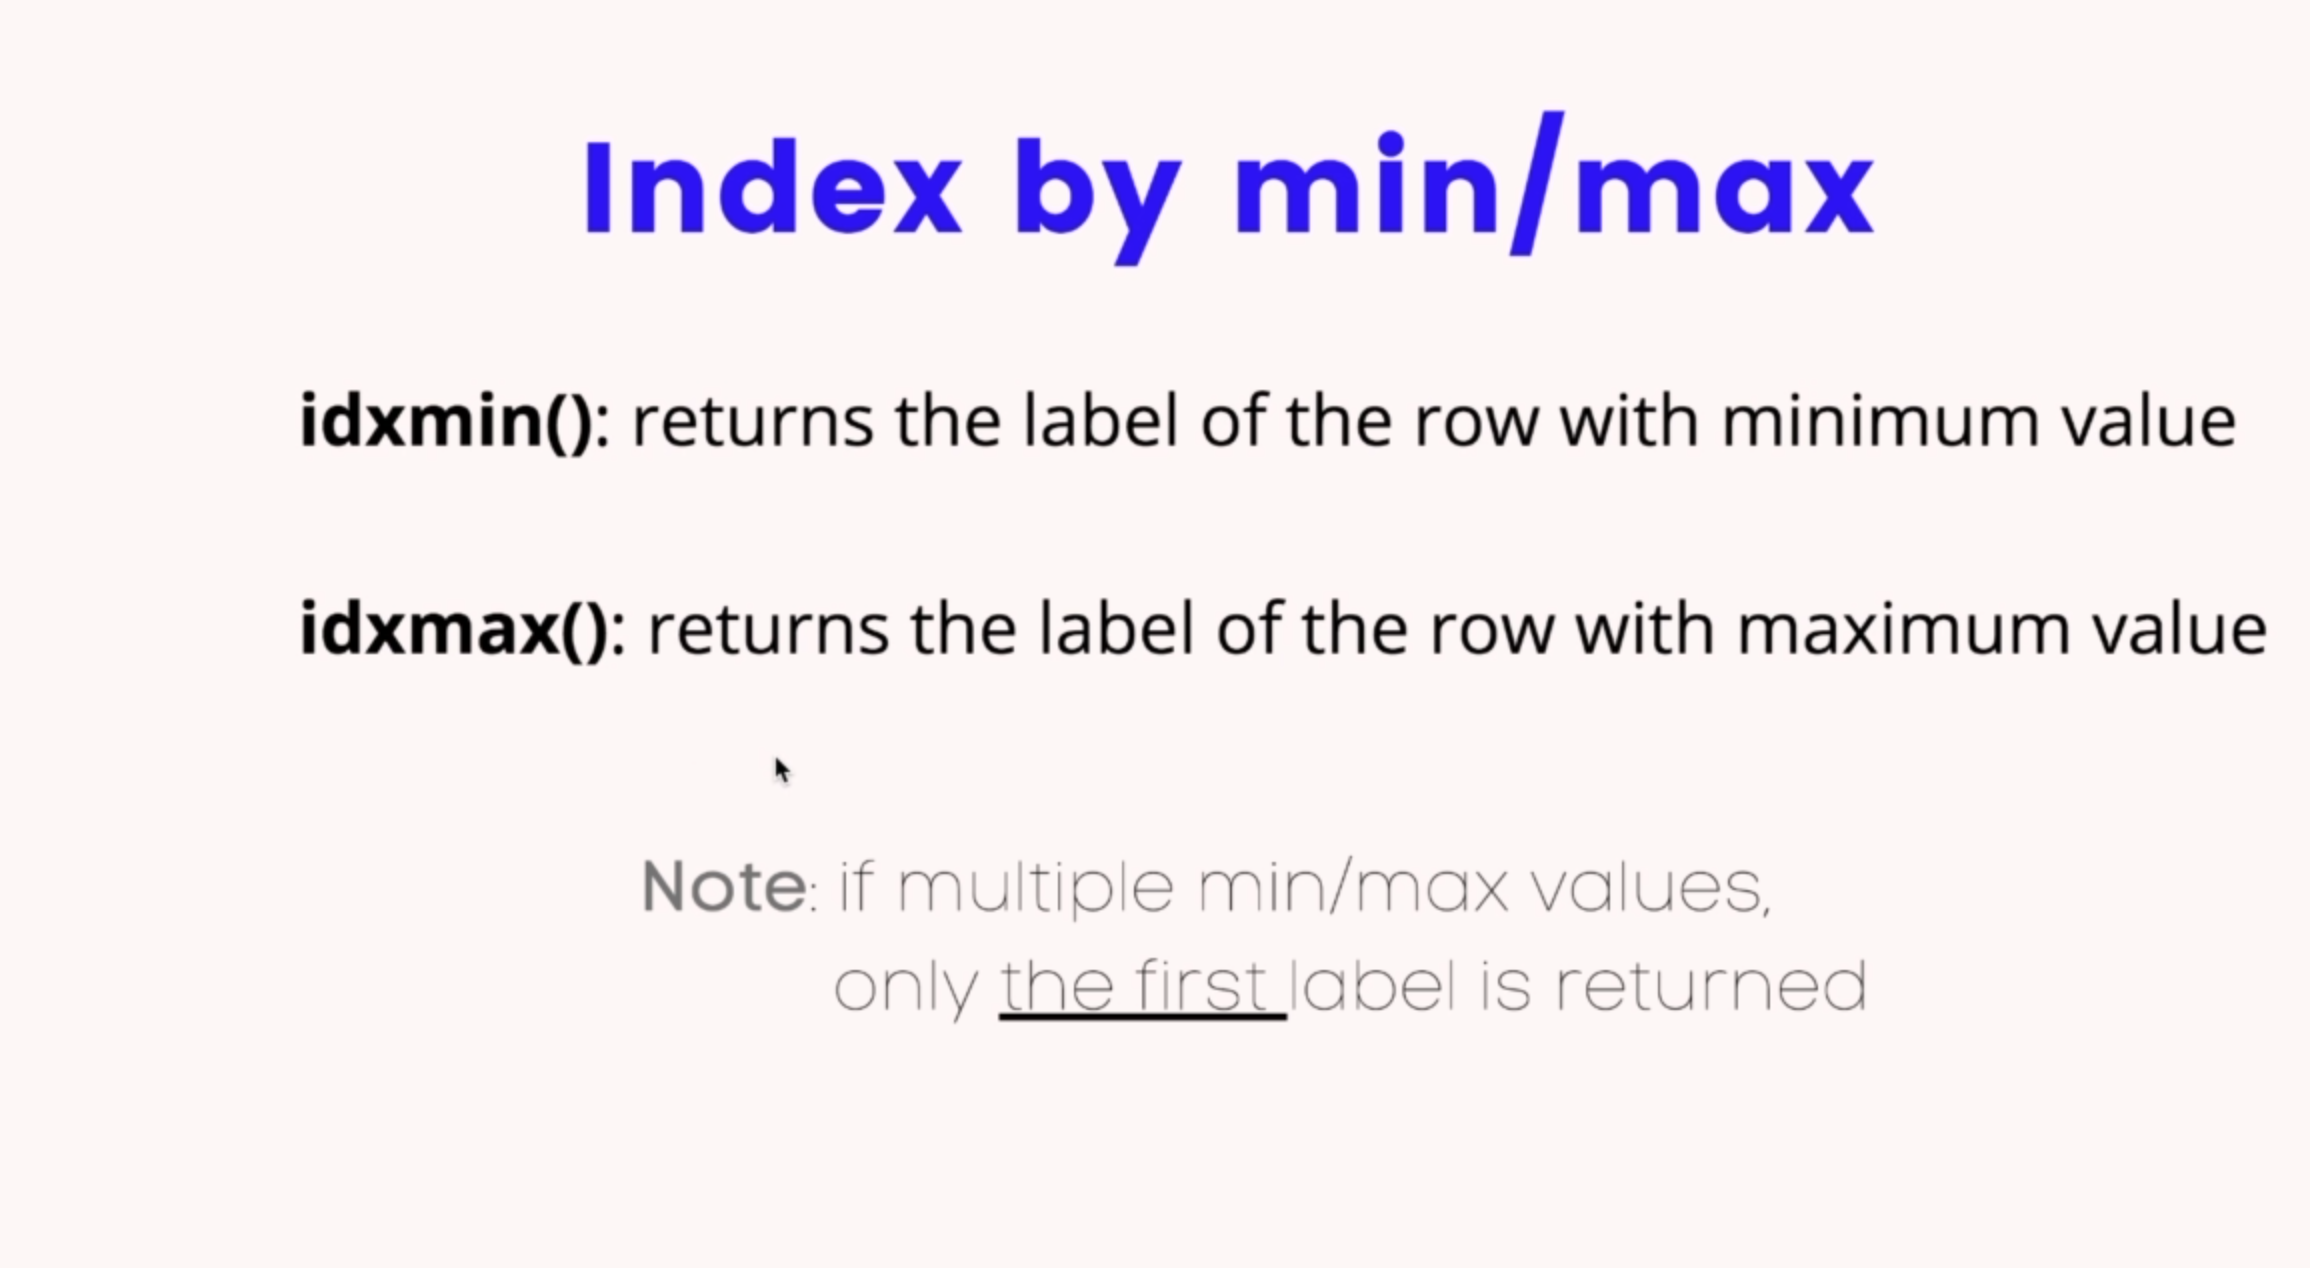 Index by min/max
idxmin(): returns the label of the row with minimum value
idxmax(): returns the label of the row with maximum value
Note: if multiple min/max values,
only the first label is returned